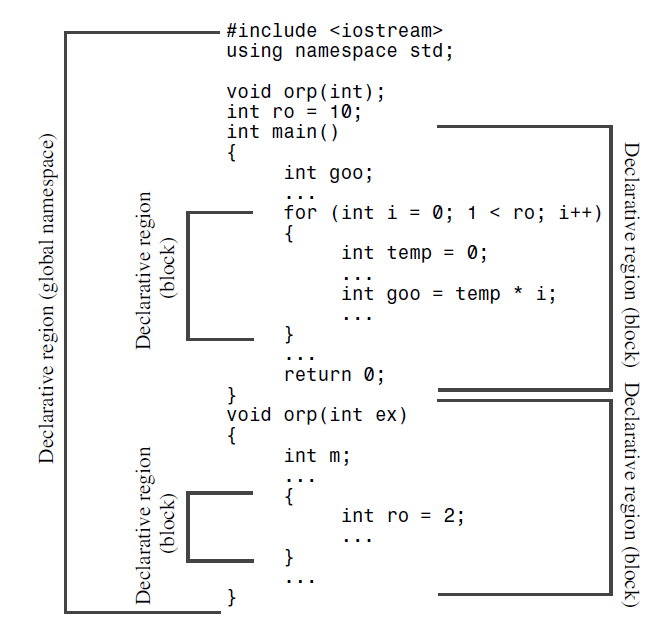 #include <iostream>
using namespace std;
void orp(int);
int ro = 10;
int main()
{
int goo;
...
for (int i = 0; 1 < ro; i++)
{
int temp = 0;
...
int goo = temp * i;
...
}
...
return 0;
}
void orp(int ex)
{
int m;
...
{
int ro = 2;
...
}
...
}
Declarative region (global namespace)
Declarative region
(block)
Declarative region
(block)
Declarative region (block)
Declarative region (block)